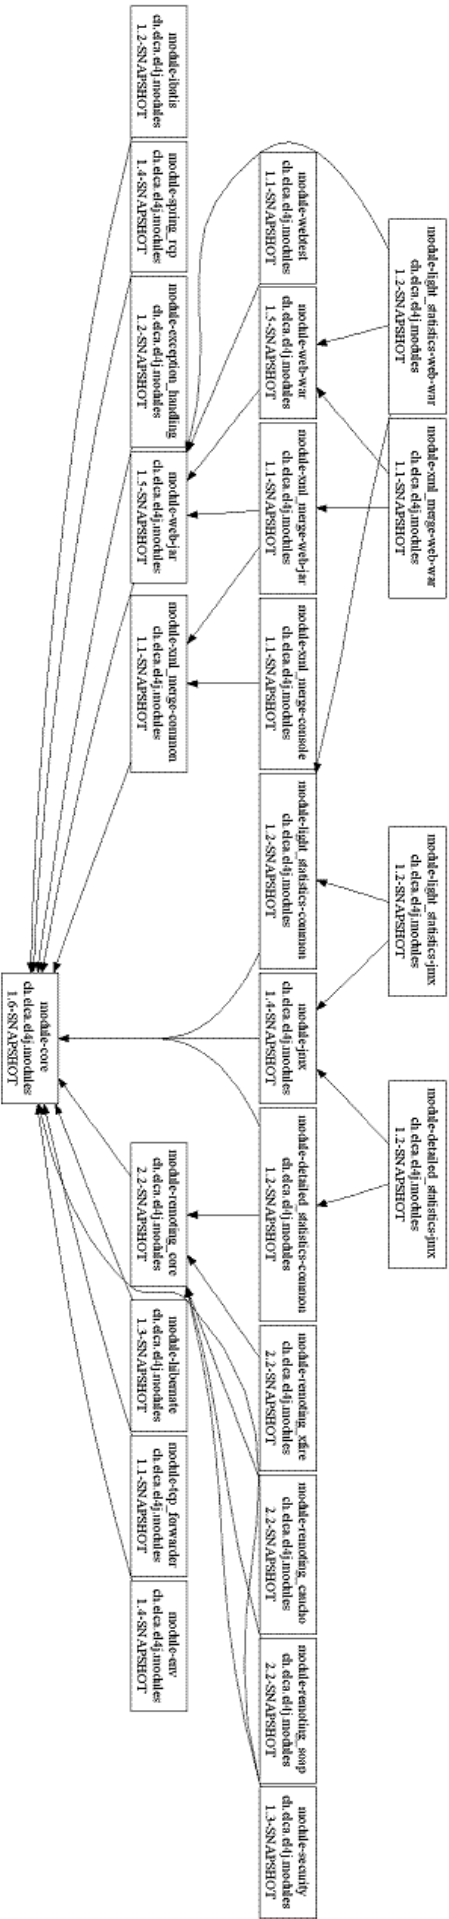 module-light_statistics-web-war
ch.elca.el4j.modules
1.2-SNAPSHOT
module-xml_merge-web-war
ch.elca.el4j.modules
1.1-SNAPSHOT
module-light_statistics-jmx
ch.elca.el4j.modules
1.2-SNAPSHOT
module-detailed_statistics-jmx
ch.elca.el4j.modules
1.2-SNAPSHOT
module-webtest
ch.elca.el4j.modules
1.1-SNAPSHOT
module-web-war
ch.elca.el4j.modules
1.5-SNAPSHOT
module-xml_merge-web-jar
ch.elca.el4j.modules
1.1-SNAPSHOT
module-xml_merge-console
ch.elca.el4j.modules
1.1-SNAPSHOT
module-light_statistics-common
ch.elca.el4j.modules
1.2-SNAPSHOT
module-jmx
ch.elca.el4j.modules
1.4-SNAPSHOT
module-detailed_statistics-common
ch.elca.el4j.modules
1.2-SNAPSHOT
module-remoting_xfire
ch.elca.el4j.modules
2.2-SNAPSHOT
module-remoting_caucho
ch.elca.el4j.modules
2.2-SNAPSHOT
module-remoting_soap
ch.elca.el4j.modules
2.2-SNAPSHOT
module-security
ch.elca.el4j.modules
1.3-SNAPSHOT
module-ibatis
ch.elca.el4j.modules
1.2-SNAPSHOT
module-spring_rcp
ch.elca.el4j.modules
1.4-SNAPSHOT
module-exception_handling
ch.elca.el4j.modules
1.2-SNAPSHOT
module-web-jar
ch.elca.el4j.modules
1.5-SNAPSHOT
module-xml_merge-common
ch.elca.el4j.modules
1.1-SNAPSHOT
module-remoting_core
ch.elca.el4j.modules
2.2-SNAPSHOT
module-hibernate
ch.elca.el4j.modules
1.3-SNAPSHOT
module-tcp_forwarder
ch.elca.el4j.modules
1.1-SNAPSHOT
module-env
ch.elca.el4j.modules
1.4-SNAPSHOT
module-core
ch.elca.el4j.modules
1.6-SNAPSHOT